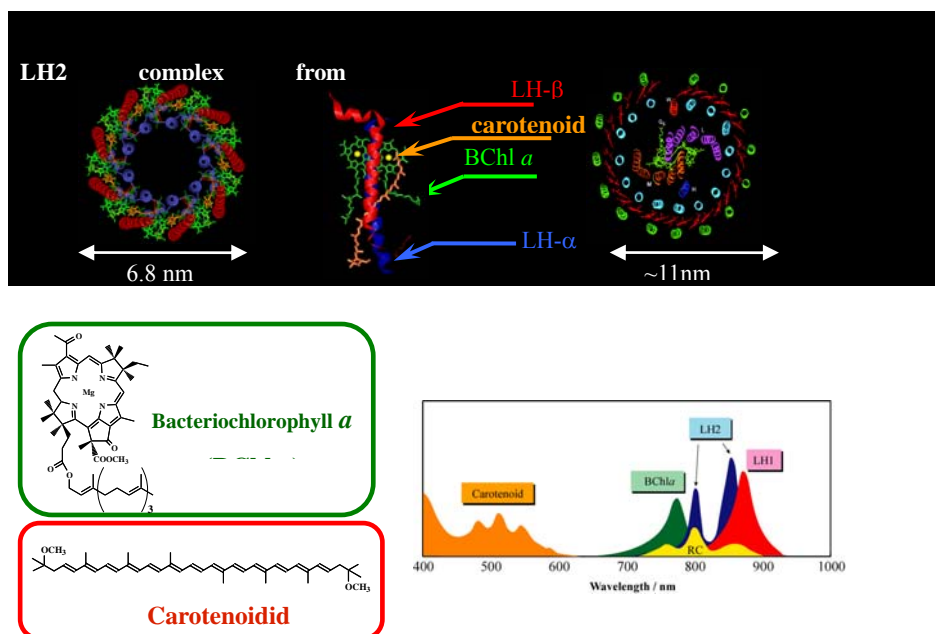 LH2 complex from
LH-β
carotenoid
BChl a
LH-α
6.8 nm
~11nm
O
N
N
Mg
N
N
O
COOCH3
O
O
3
Bacteriochlorophyll a
OCH3
OCH3
Carotenoidid
LH2
LH1
BChla
Carotenoid
RC
400 500 600 700 800 900 1000
Wavelength / nm